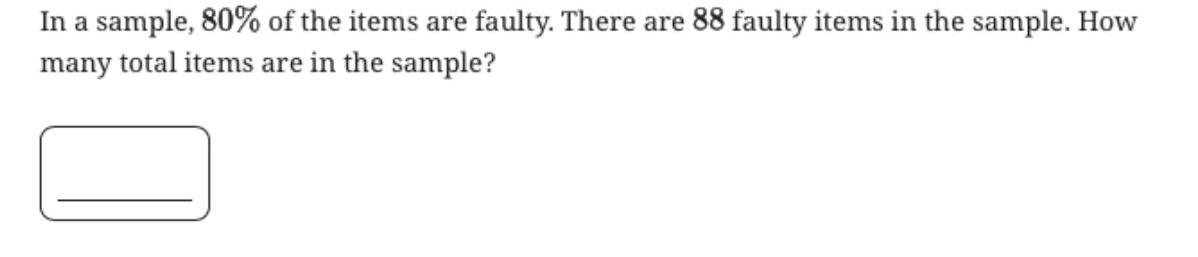 In a sample, 80% of the items are faulty. There are 88 faulty items in the sample. How
many total items are in the sample?